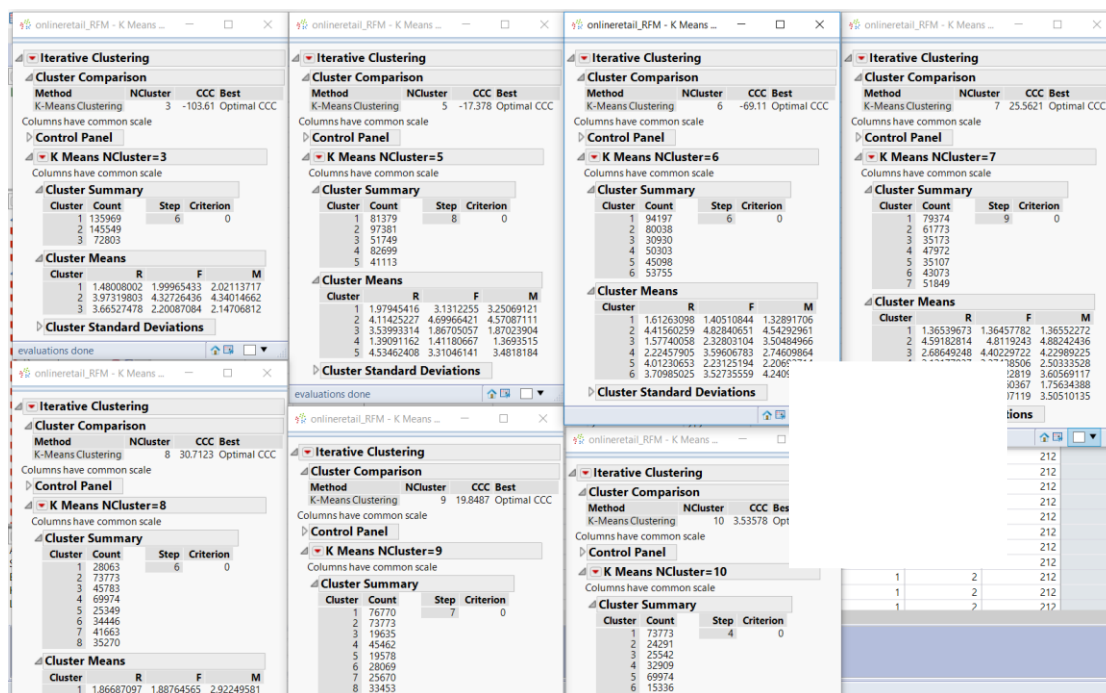 onlineretail_RFM - K Means ...
Iterative Clustering
Cluster Comparison
Method NCluster CCC Best
K-Means Clustering 3 -103.61 Optimal CCC
Columns have common scale
Control Panel
K Means NCluster=3
Columns have common scale
Cluster Summary
Cluster Count Step Criterion
1 135969 6 0
2 145549
3 72803
Cluster Means
Cluster R F M
1 1.48008002 1.99965433 2.02113717
2 3.97319803 4.32726436 4.34014662
3 3.66527478 2.20087084 2.14706812
Cluster Standard Deviations
evaluations done
onlineretail_RFM - K Means ...
Iterative Clustering
Cluster Comparison
Method NCluster CCC Best
K-Means Clustering 5 -17.378 Optimal CCC
Columns have common scale
Control Panel
K Means NCluster=5
Columns have common scale
Cluster Summary
Cluster Count Step Criterion
1 81379 8 0
2 97381
3 51749
4 82699
5 41113
Cluster Means
Cluster R F M
1 1.97945416 3.1312255 3.25069121
2 4.11425227 4.69966421 4.57087111
3 3.53993314 1.86705057 1.87023904
4 1.39091162 1.41180667 1.3693515
5 4.53462408 3.31046141 3.4818184
Cluster Standard Deviations
evaluations done
onlineretail_RFM - K Means ...
Iterative Clustering
Cluster Comparison
Method NCluster CCC Best
K-Means Clustering 6 -69.11 Optimal CCC
Columns have common scale
Control Panel
K Means NCluster=6
Columns have common scale
Cluster Summary
Cluster Count Step Criterion
1 94197 6 0
2 80038
3 30930
4 50303
5 45098
6 53755
Cluster Means
Cluster R F M
1 1.61263098 1.40510844 1.32891706
2 4.41560259 4.82840651 4.54292961
3 1.57740058 2.32803104 3.50484966
4 2.22457905 3.96406783 2.74609864
5 4.01230653 2.23125194
6 3.70985025 3.52735559 4.2409
Cluster Standard Deviations
onlineretail_RFM - K Means ...
Iterative Clustering
Cluster Comparison
Method NCluster CCC Best
K-Means Clustering 7 25.5621 Optimal CCC
Columns have common scale
Control Panel
K Means NCluster=7
Columns have common scale
Cluster Summary
Cluster Count Step Criterion
1 79374 9 0
2 61773
3 35173
4 47972
5 35107
6 43073
7 51849
Cluster Means
Cluster R F M
1 1.36539673 1.36457782 1.36552272
2 4.59182814 4.8119243 4.88242436
3 2.68649248 4.40229722 4.22989225
2.50333528
22819 3.60569117
60367 1.75634388
07119 3.50510135
tions
onlineretail_RFM - K Means ...
Iterative Clustering
Cluster Comparison
Method NCluster CCC Best
K-Means Clustering 8 30.7123 Optimal CCC
Columns have common scale
Control Panel
K Means NCluster=8
Columns have common scale
Cluster Summary
Cluster Count Step Criterion
1 28063 6 0
2 73773
3 45783
4 69974
5 25349
6 34446
7 41663
8 35270
Cluster Means
Cluster R F M
1 1.86687097 1.88764565 2.92249581
onlineretail_RFM - K Means ...
Iterative Clustering
Cluster Comparison
Method NCluster CCC Best
K-Means Clustering 9 19.8487 Optimal CCC
Columns have common scale
Control Panel
K Means NCluster=9
Columns have common scale
Cluster Summary
Cluster Count Step Criterion
1 76770 7 0
2 73773
3 19635
4 45462
5 19578
6 28069
7 25670
8 33453
onlineretail_RFM - K Means ...
Iterative Clustering
Cluster Comparison
Method NCluster CCC Bes
K-Means Clustering 10 3.53578 Opt
Columns have common scale
Control Panel
K Means NCluster=10
Columns have common scale
Cluster Summary
Cluster Count Step Criterion
1 73773 4 0
2 24291
3 25542
4 32909
5 69974
6 15336
212
212
212
212
212
212
212
212
1 2 212
1 2 212
1 2 212